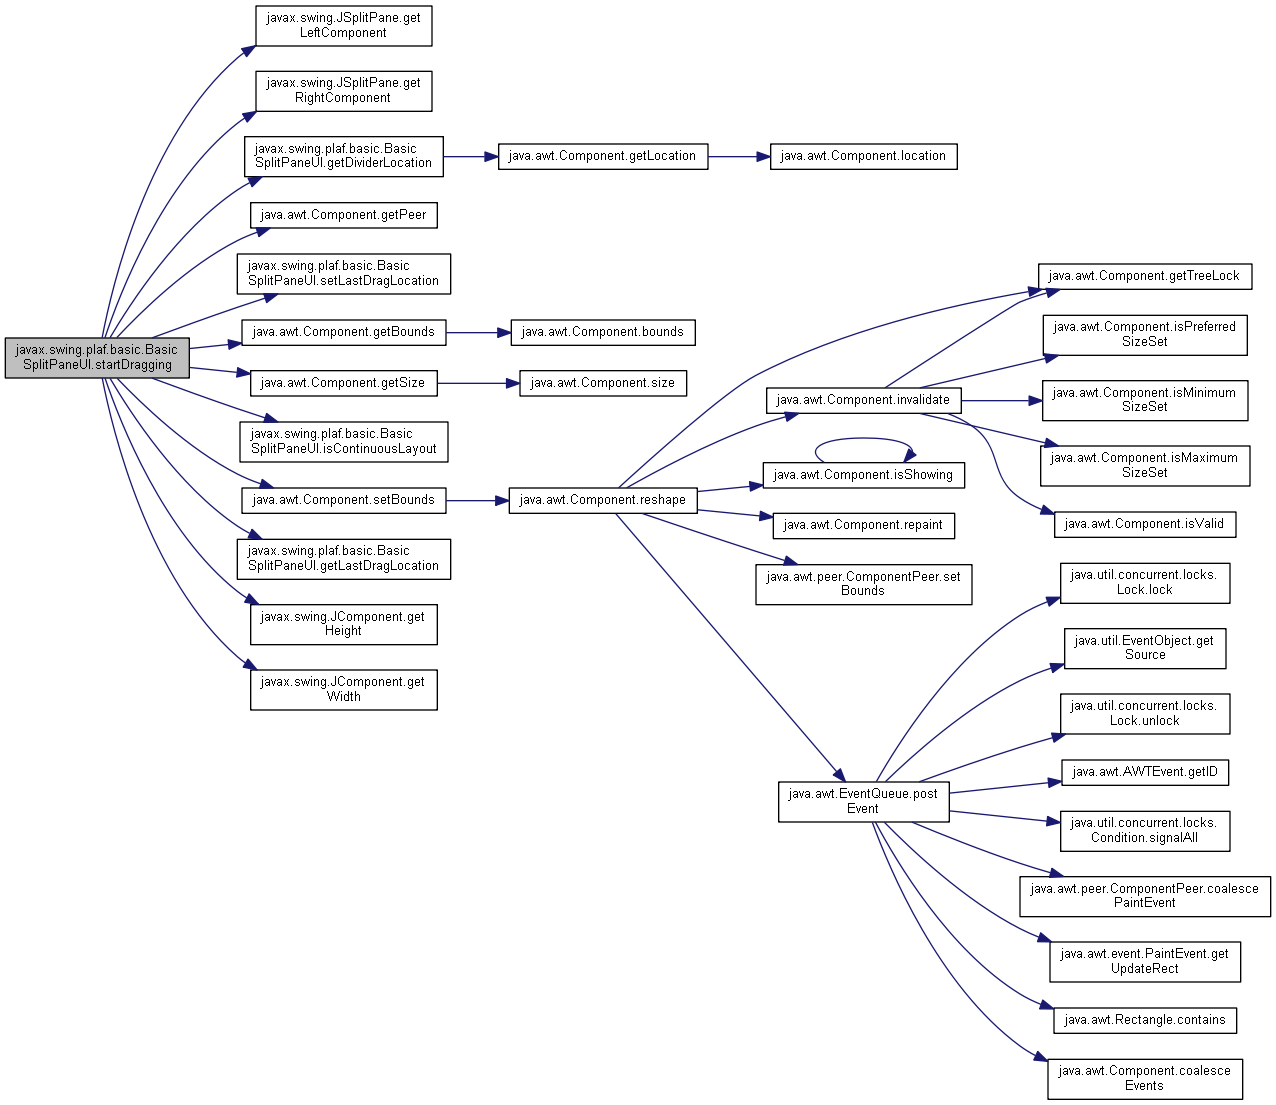 javax.swing.plaf.basic.Basic
SplitPaneUI.startDragging
javax.swing.JSplitPane.get
LeftComponent
javax.swing.JSplitPane.get
RightComponent
javax.swing.plaf.basic.Basic
SplitPaneUI.getDividerLocation
java.awt.Component.getPeer
javax.swing.plaf.basic.Basic
SplitPaneUI.setLastDragLocation
java.awt.Component.getBounds
java.awt.Component.getSize
javax.swing.plaf.basic.Basic
SplitPaneUI.isContinuousLayout
java.awt.Component.setBounds
javax.swing.plaf.basic.Basic
SplitPaneUI.getLastDragLocation
javax.swing.JComponent.get
Height
javax.swing.JComponent.get
Width
java.awt.Component.getLocation
java.awt.Component.bounds
java.awt.Component.size
java.awt.Component.reshape
java.awt.Component.location
java.awt.Component.invalidate
java.awt.Component.isShowing
java.awt.Component.repaint
java.awt.peer.ComponentPeer.set
Bounds
java.awt.EventQueue.post
Event
java.awt.Component.getTreeLock
java.awt.Component.isPreferred
SizeSet
java.awt.Component.isMinimum
SizeSet
java.awt.Component.isMaximum
SizeSet
java.awt.Component.isValid
java.util.concurrent.locks.
Lock.lock
java.util.EventObject.get
Source
java.util.concurrent.locks.
Lock.unlock
java.awt.AWTEvent.getID
java.util.concurrent.locks.
Condition.signalAll
java.awt.peer.ComponentPeer.coalesce
PaintEvent
java.awt.event.PaintEvent.get
UpdateRect
java.awt.Rectangle.contains
java.awt.Component.coalesce
Events